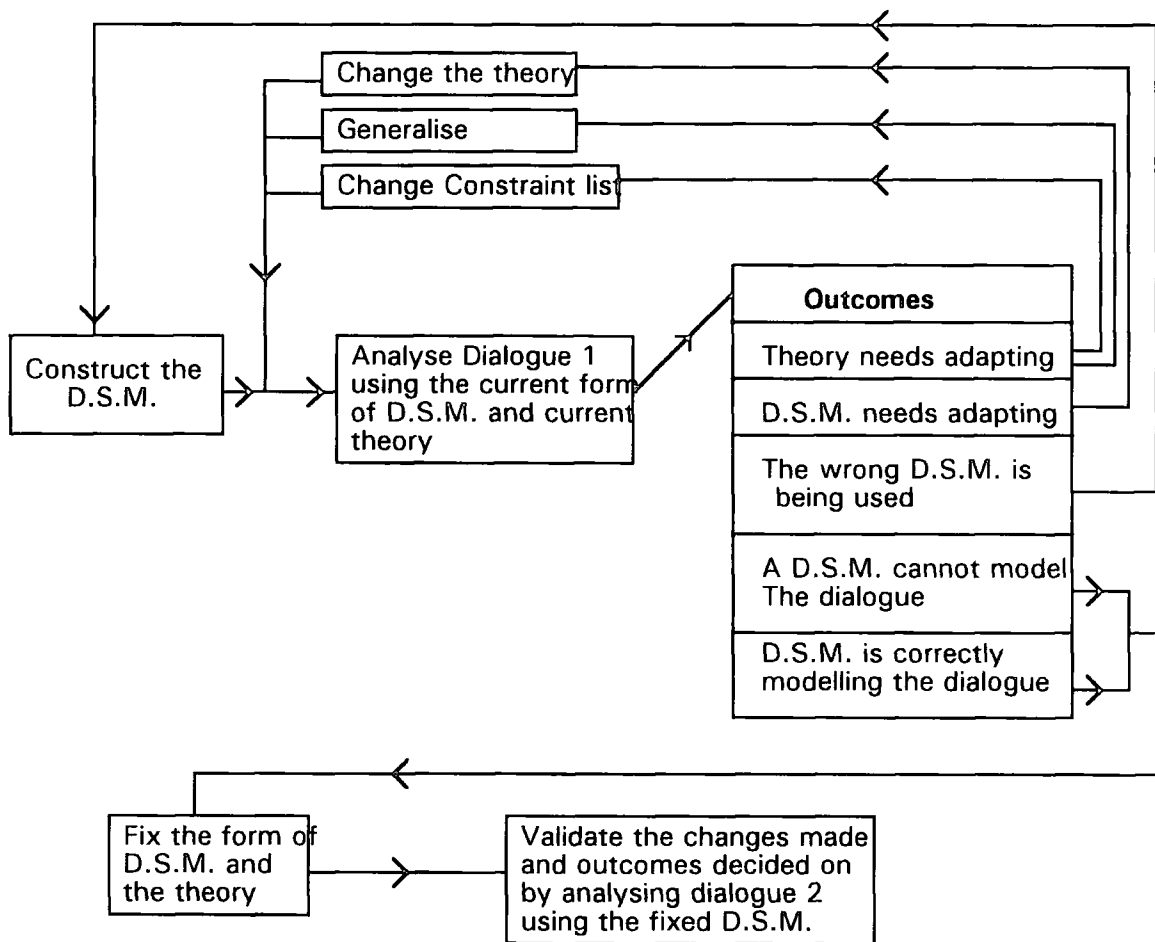 Change the theory
Generalise
Change Constraint list
Construct the
D.S.M.
Analyse Dialogue 1
using the current form
of D.S.M. and current
theory
Outcomes
Theory needs adapting
D.S.M. needs adapting
The wrong D.S.M. is
being used
A D.S.M. cannot model
The dialogue
D.S.M. is correctly
modelling the dialogue
Fix the form of
D.S.M. and
the theory
Validate the changes made
and outcomes decided on
by analysing dialogue 2
using the fixed D.S.M.